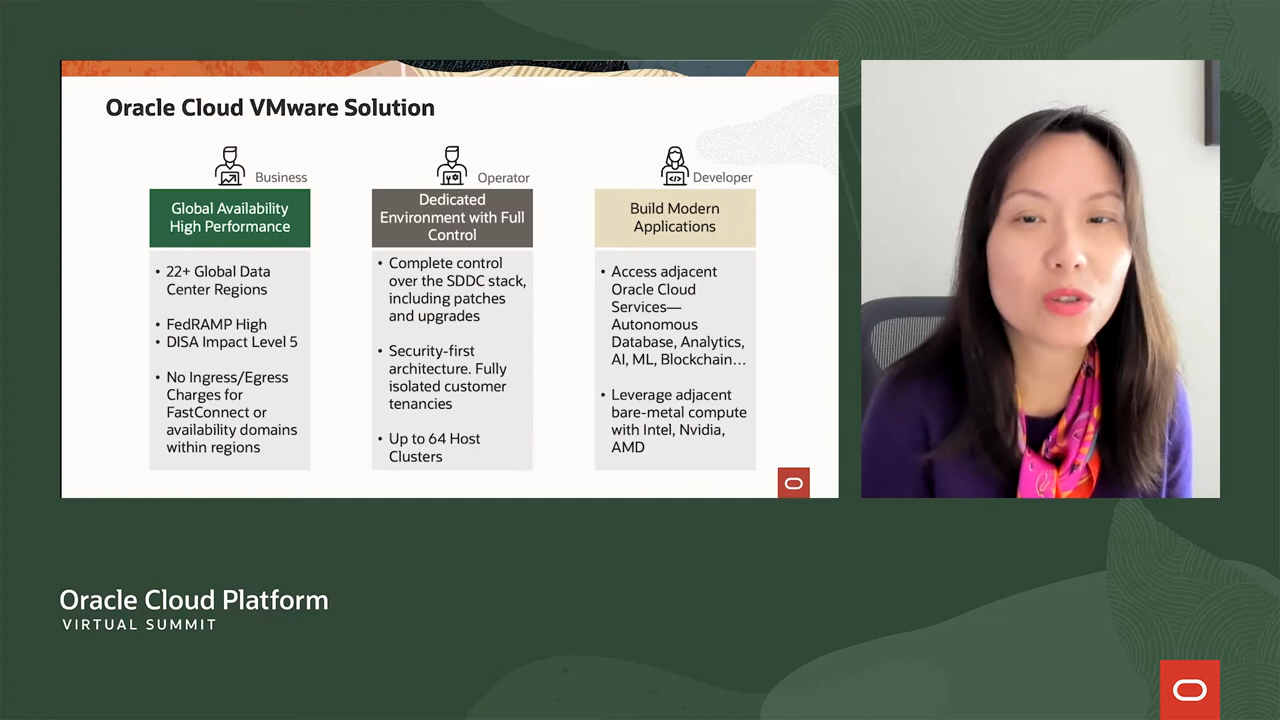 Oracle Cloud VMware Solution
Business
Global Availability
High Performance
• 22+ Global Data
Center Regions
• FedRAMP High
• DISA Impact Level 5
• No Ingress/Egress
Charges for
FastConnect or
availability domains
within regions
Operator
Dedicated
Environment with Full
Control
• Complete control
over the SDDC stack,
including patches
and upgrades
• Security-first
architecture. Fully
isolated customer
tenancies
• Up to 64 Host
Clusters
Developer
Build Modern
Applications
• Access adjacent
Oracle Cloud
Services—
Autonomous
Database, Analytics,
AI, ML, Blockchain…
• Leverage adjacent
bare-metal compute
with Intel, Nvidia,
AMD
Oracle Cloud Platform
VIRTUAL SUMMIT